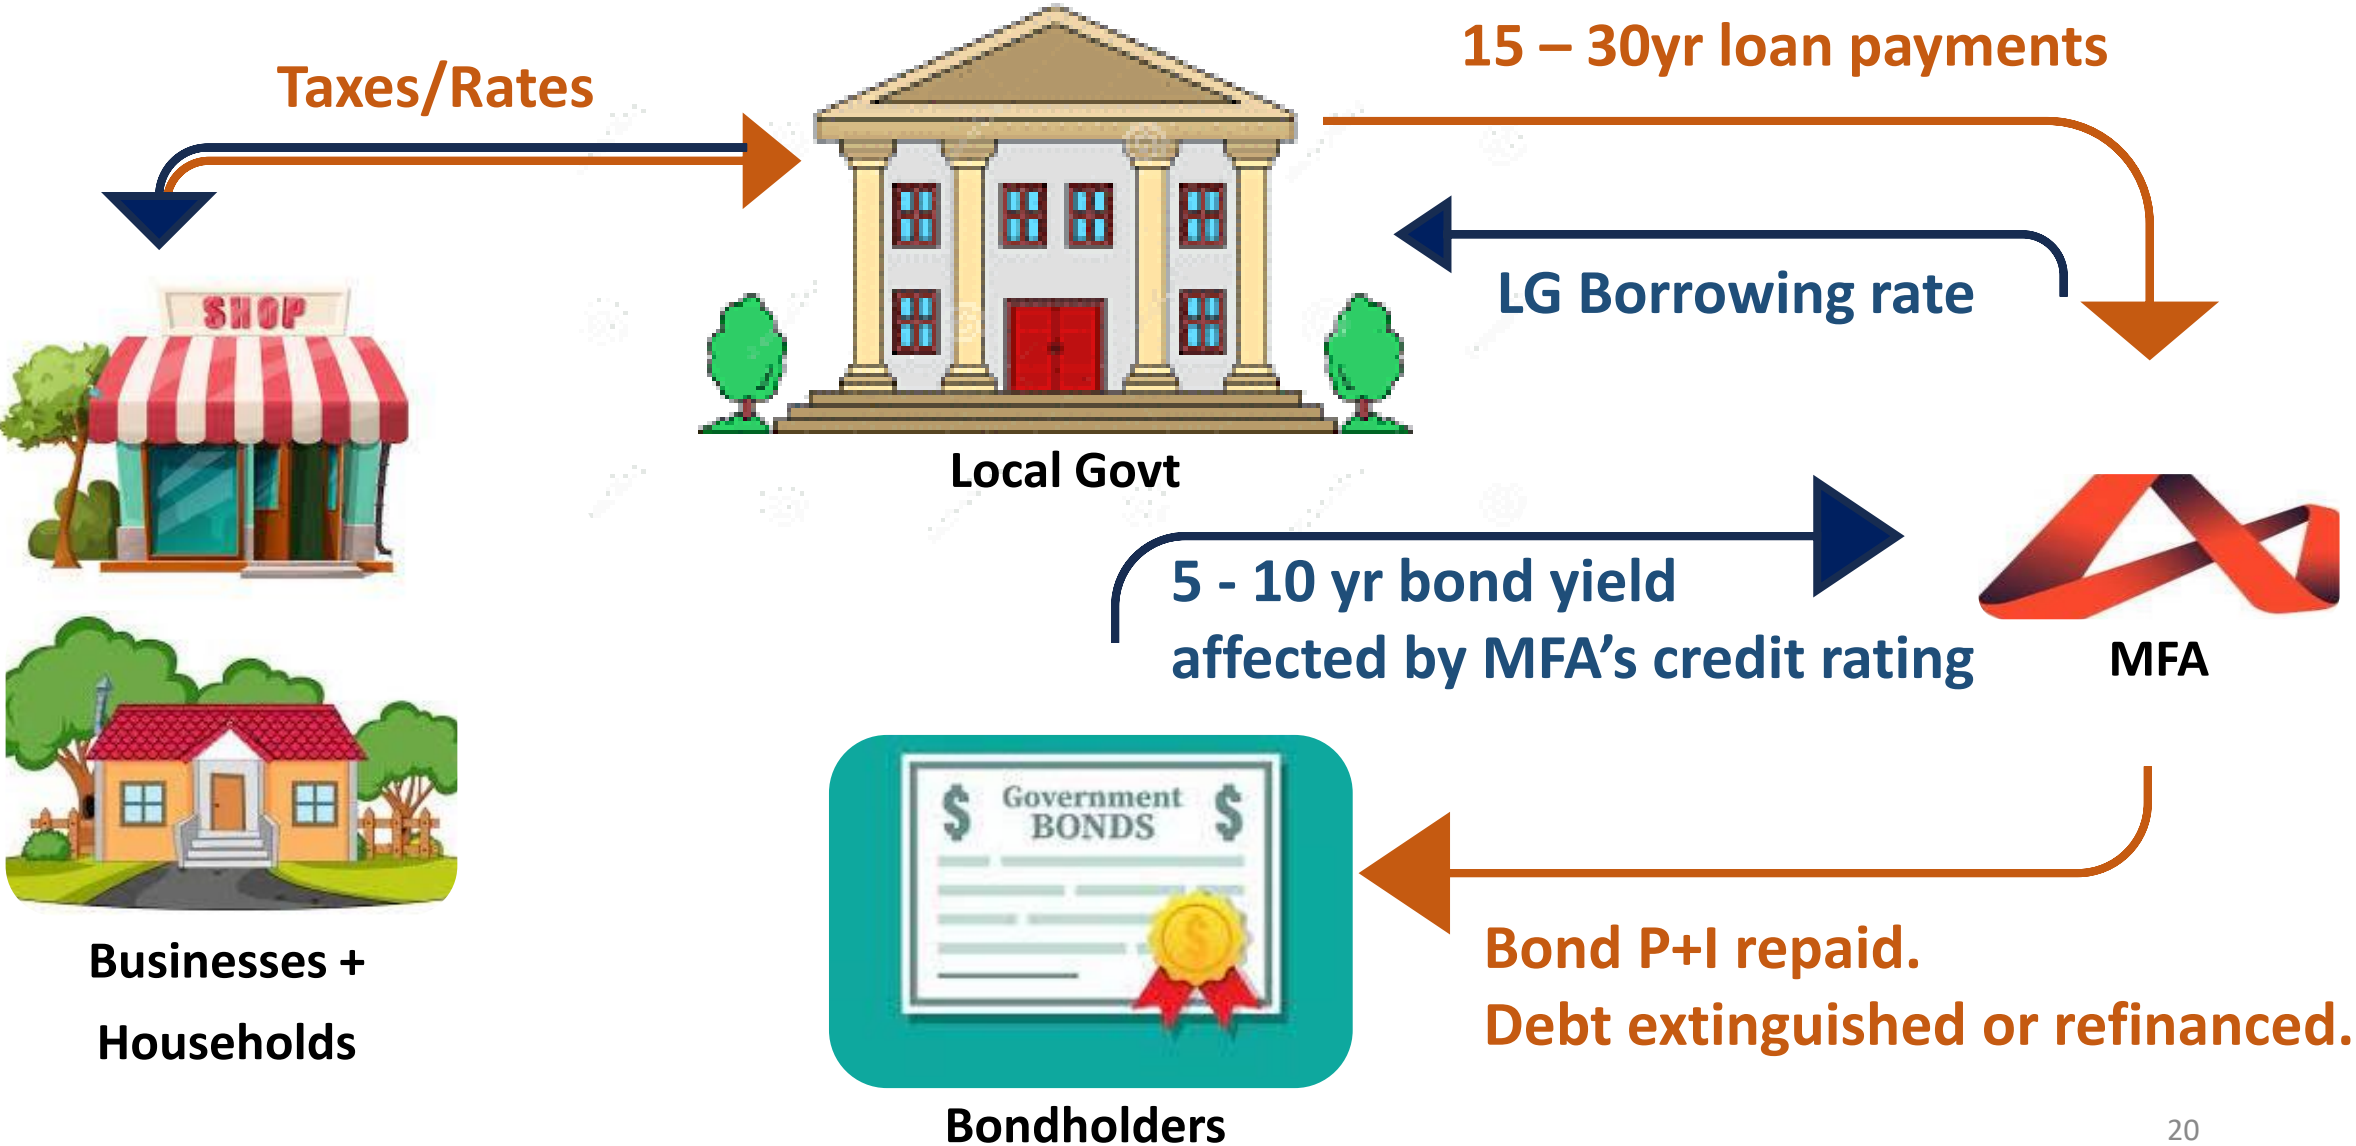 15 – 30yr loan payments
Taxes/Rates
LG Borrowing rate
SHOP
Local Govt
5 - 10 yr bond yield
affected by MFA’s credit rating
MFA
$ Government $
BONDS
$
Businesses +
Households
Bond P+I repaid.
Debt extinguished or refinanced.
Bondholders
20